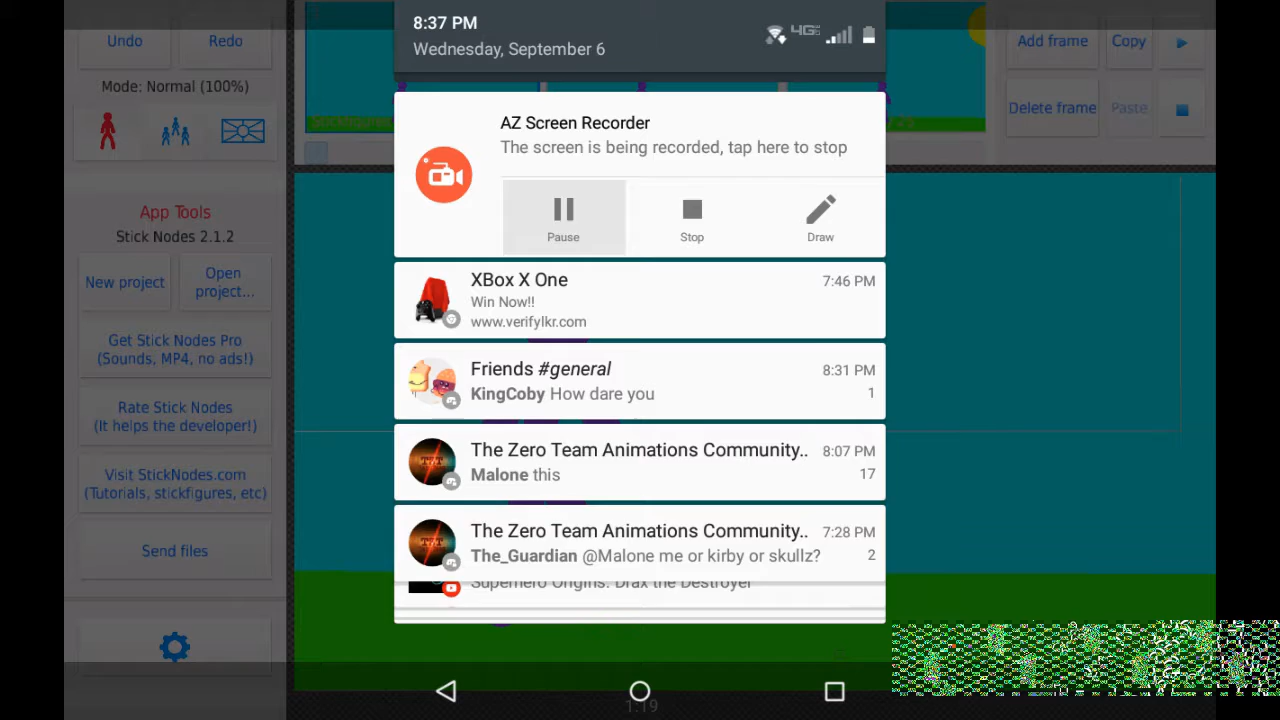 8:37 PM
Wednesday, September 6
4G
Undo
Redo
Mode: Normal (100%)
App Tools
Stick Nodes 2.1.2
New project
Open
project...
Get Stick Nodes Pro
(Sounds, MP4, no ads!)
Rate Stick Nodes
(It helps the developer!)
Visit StickNodes.com
(Tutorials, stickfigures, etc)
Send files
Add frame
Copy
Delete frame
Paste
AZ Screen Recorder
The screen is being recorded, tap here to stop
Pause
Stop
Draw
XBox X One
7:46 PM
Win Now!!
www.verifylkr.com
Friends #general
8:31 PM
KingCoby How dare you
1
The Zero Team Animations Community..
8:07 PM
Malone this
17
The Zero Team Animations Community..
7:28 PM
The_Guardian @Malone me or kirby or skullz?
2
Superhero Origins: Drax the Destroyer
1:19